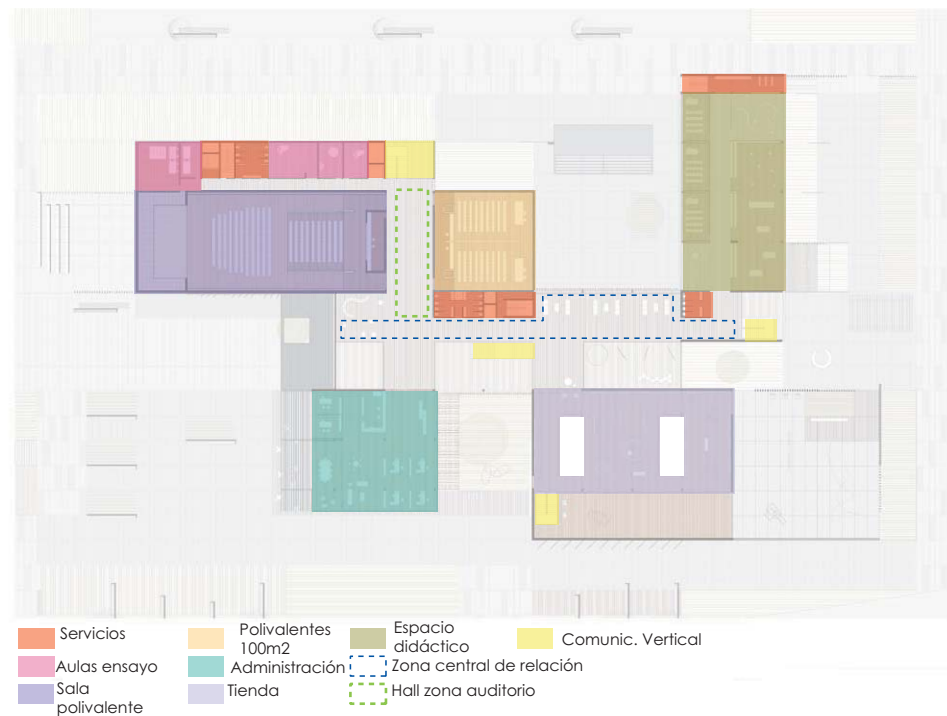 Servicios
Polivalentes
100m2
Espacio
didáctico
Comunic. Vertical
Aulas ensayo
Administración
Zona central de relación
Sala
polivalente
Tienda
Hall zona auditorio